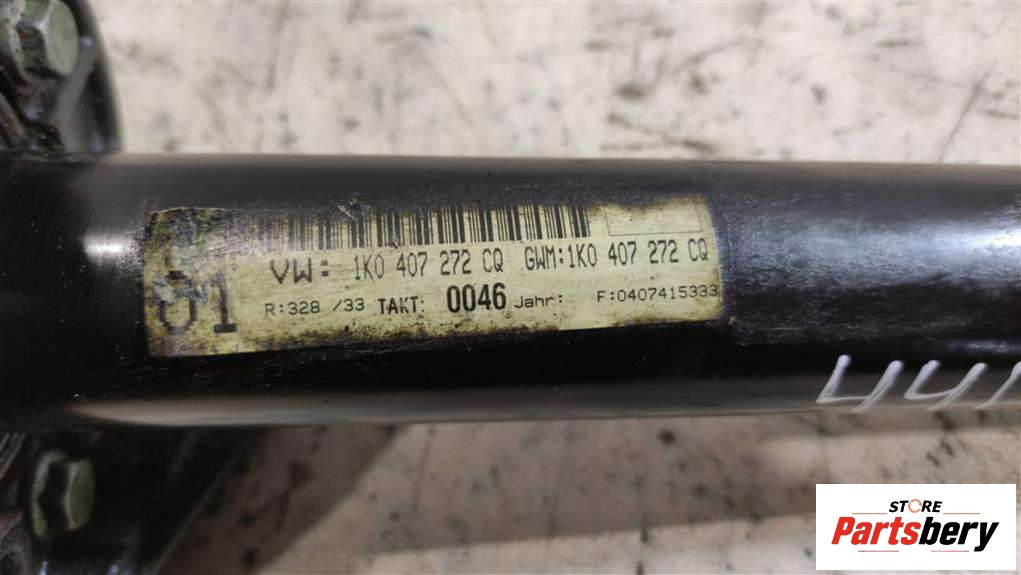 VW: 1K0 407 272 CQ GWM:1K0 407 272 CQ
01
R:328 /33 TAKT: 0046 Jahr: F:0407415333
STORE
Partsbery